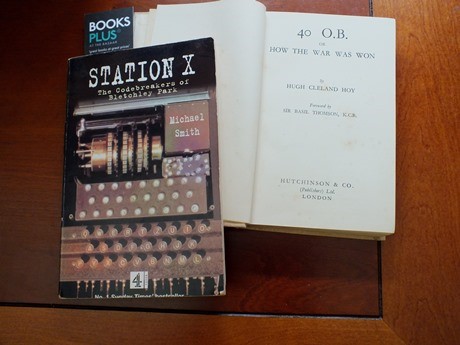 BOOKS
PLUS
STATION X
The Codebreakers of
Bletchley Park
Michael
Smith
4
No. 1 Sunday Times bestseller
40 O.B.
OR
HOW THE WAR WAS WON
By
HUGH CLELAND HOY
Foreword by
SIR BASIL THOMSON, K.C.B.
HUTCHINSON & CO.
(Publishers) Ltd.
LONDON